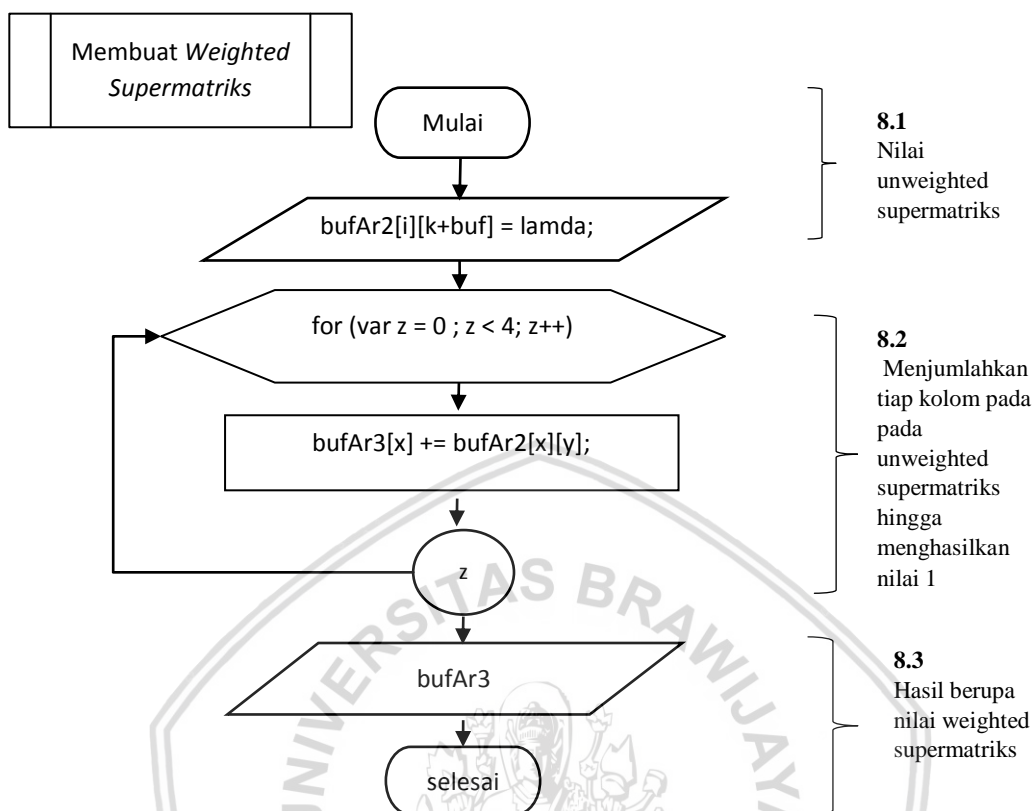 Membuat Weighted
Supermatriks
Mulai
bufAr2[i][k+buf] = lamda;
8.1
Nilai
unweighted
supermatriks
for (var z = 0 ; z < 4; z++)
bufAr3[x] += bufAr2[x][y];
z
8.2
Menjumlahkan
tiap kolom pada
pada
unweighted
supermatriks
hingga
menghasilkan
nilai 1
bufAr3
selesai
8.3
Hasil berupa
nilai weighted
supermatriks
UNIVERSITAS BRAWIJAYA